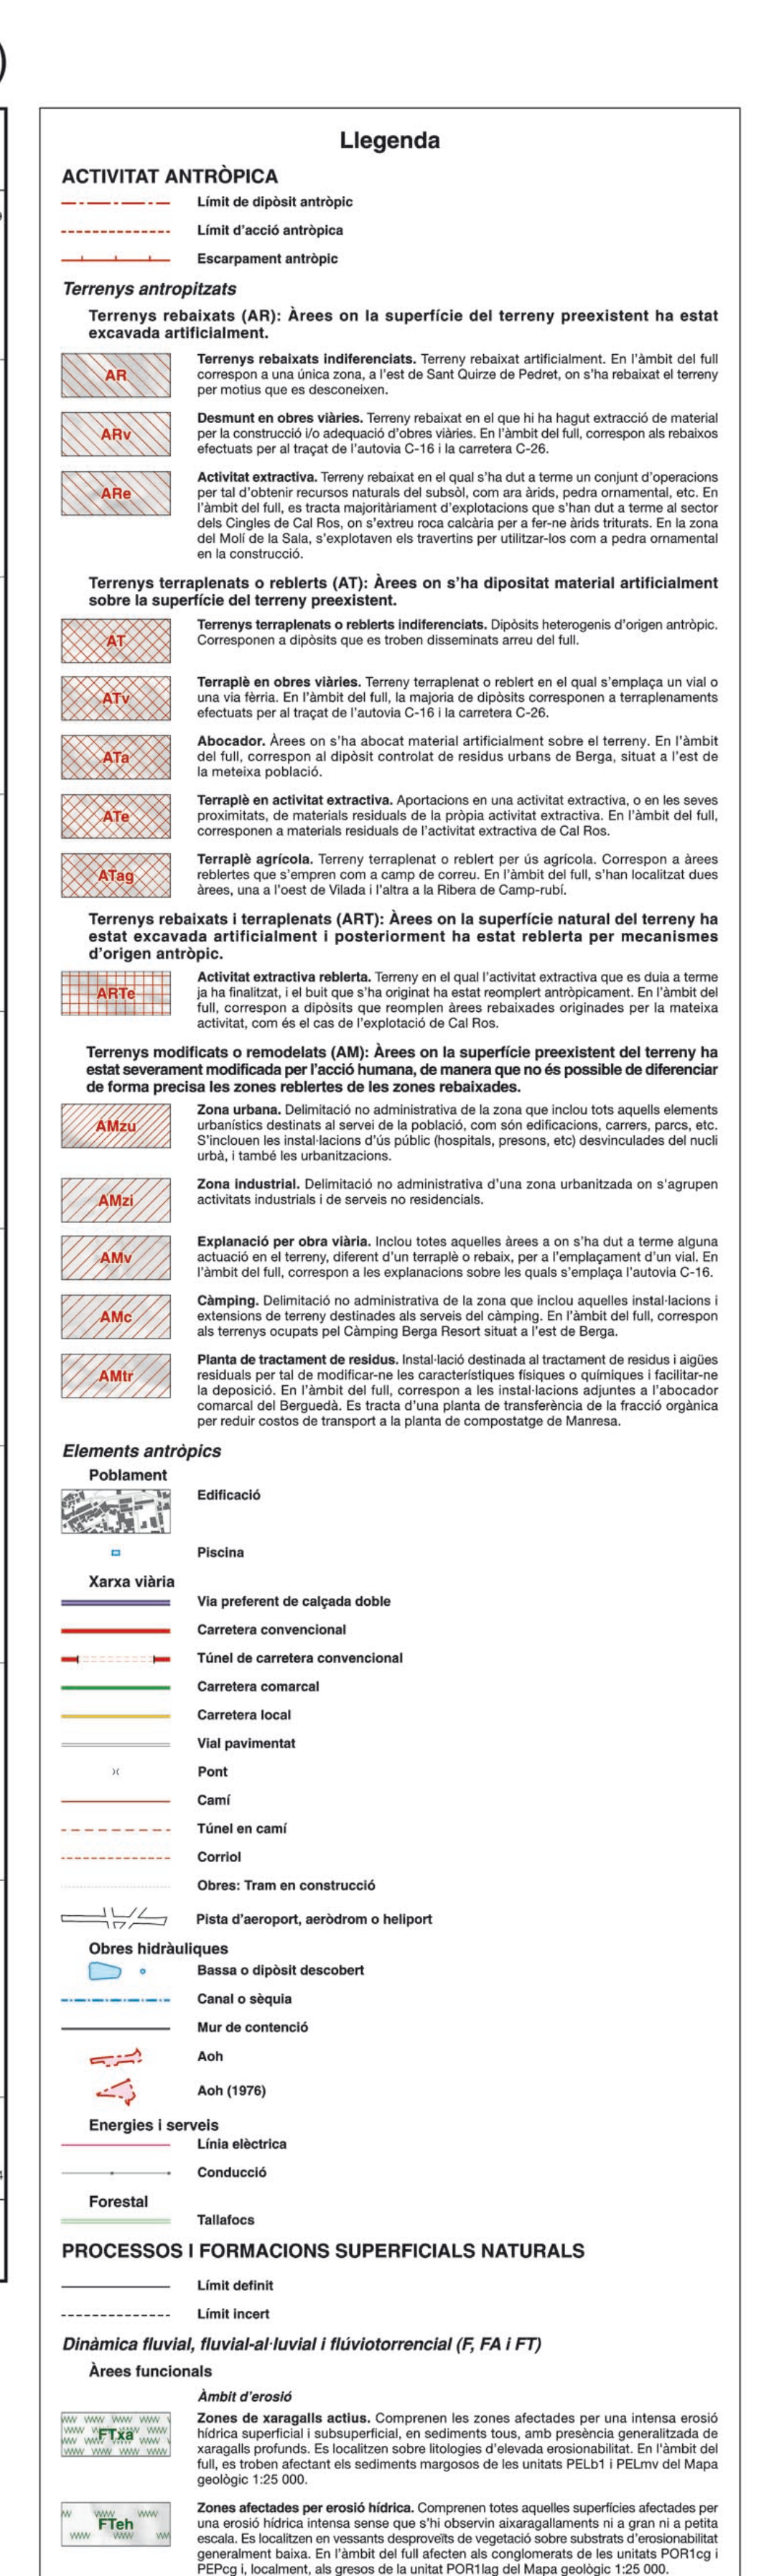 )
Llegenda
ACTIVITAT ANTRÒPICA
Límit de dipòsit antròpic
Límit d'acció antròpica
Escarpament antròpic
Terrenys antropitzats
Terrenys rebaixats (AR): Àrees on la superfície del terreny preexistent ha estat
excavada artificialment.
AR
Terrenys rebaixats indiferenciats. Terreny rebaixat artificialment. En l'àmbit del full
correspon a una única zona, a l'est de Sant Quirze de Pedret, on s'ha rebaixat el terreny
per motius que es desconeixen.
ARv
Desmunt en obres viàries. Terreny rebaixat en el que hi ha hagut extracció de material
per la construcció i/o adequació d'obres viàries. En l'àmbit del full, correspon als rebaixos
efectuats per al traçat de l'autovia C-16 i la carretera C-26.
ARe
Activitat extractiva. Terreny rebaixat en el qual s'ha dut a terme un conjunt d'operacions
per tal d'obtenir recursos naturals del subsòl, com ara àrids, pedra ornamental, etc. En
l'àmbit del full, es tracta majoritàriament d'explotacions que s'han dut a terme al sector
dels Cingles de Cal Ros, on s'extreu roca calcària per a fer-ne àrids triturats. En la zona
del Molí de la Sala, s'explotaven els travertins per utilitzar-los com a pedra ornamental
en la construcció.
Terrenys terraplenats o reblerts (AT): Àrees on s'ha dipositat material artificialment
sobre la superfície del terreny preexistent.
AT
Terrenys terraplenats o reblerts indiferenciats. Dipòsits heterogenis d'origen antròpic.
Corresponen a dipòsits que es troben disseminats arreu del full.
ATv
Terraplè en obres viàries. Terreny terraplenat o reblert en el qual s'emplaça un vial o
una via fèrria. En l'àmbit del full, la majoria de dipòsits corresponen a terraplenaments
efectuats per al traçat de l'autovia C-16 i la carretera C-26.
ATa
Abocador. Àrees on s'ha abocat material artificialment sobre el terreny. En l'àmbit
del full, correspon al dipòsit controlat de residus urbans de Berga, situat a l'est de
la meteixa població.
ATe
Terraplè en activitat extractiva. Aportacions en una activitat extractiva, o en les seves
proximitats, de materials residuals de la pròpia activitat extractiva. En l'àmbit del full,
corresponen a materials residuals de l'activitat extractiva de Cal Ros.
ATag
Terraplè agrícola. Terreny terraplenat o reblert per ús agrícola. Correspon a àrees
reblertes que s'empren com a camp de correu. En l'àmbit del full, s'han localitzat dues
àrees, una a l'oest de Vilada i l'altra a la Ribera de Camp-rubí.
Terrenys rebaixats i terraplenats (ART): Àrees on la superfície natural del terreny ha
estat excavada artificialment i posteriorment ha estat reblerta per mecanismes
d'origen antròpic.
ARTe
Activitat extractiva reblerta. Terreny en el qual l'activitat extractiva que es duia a terme
ja ha finalitzat, i el buit que s'ha originat ha estat reomplert antròpicament. En l'àmbit del
full, correspon a dipòsits que reomplen àrees rebaixades originades per la mateixa
activitat, com és el cas de l'explotació de Cal Ros.
Terrenys modificats o remodelats (AM): Àrees on la superfície preexistent del terreny ha
estat severament modificada per l'acció humana, de manera que no és possible de diferenciar
de forma precisa les zones reblertes de les zones rebaixades.
AMzu
Zona urbana. Delimitació no administrativa de la zona que inclou tots aquells elements
urbanístics destinats al servei de la població, com són edificacions, carrers, parcs, etc.
S'inclouen les instal·lacions d'ús públic (hospitals, presons, etc) desvinculades del nucli
urbà, i també les urbanitzacions.
AMzi
Zona industrial. Delimitació no administrativa d'una zona urbanitzada on s'agrupen
activitats industrials i de serveis no residencials.
AMv
Explanació per obra viària. Inclou totes aquelles àrees a on s'ha dut a terme alguna
actuació en el terreny, diferent d'un terraplè o rebaix, per a l'emplaçament d'un vial. En
l'àmbit del full, correspon a les explanacions sobre les quals s'emplaça l'autovia C-16.
AMc
Càmping. Delimitació no administrativa de la zona que inclou aquelles instal·lacions i
extensions de terreny destinades als serveis del càmping. En l'àmbit del full, correspon
als terrenys ocupats pel Càmping Berga Resort situat a l'est de Berga.
AMtr
Planta de tractament de residus. Instal·lació destinada al tractament de residus i aigües
residuals per tal de modificar-ne les característiques físiques o químiques i facilitar-ne
la deposició. En l'àmbit del full, correspon a les instal·lacions adjuntes a l'abocador
comarcal del Berguedà. Es tracta d'una planta de transferència de la fracció orgànica
per reduir costos de transport a la planta de compostatge de Manresa.
Elements antròpics
Poblament
Edificació
Piscina
Xarxa viària
Via preferent de calçada doble
Carretera convencional
Túnel de carretera convencional
Carretera comarcal
Carretera local
Vial pavimentat
Pont
Camí
Túnel en camí
Corriol
Obres: Tram en construcció
Pista d'aeroport, aeròdrom o heliport
Obres hidràuliques
Bassa o dipòsit descobert
Canal o sèquia
Mur de contenció
Aoh
Aoh (1976)
Energies i serveis
Línia elèctrica
Conducció
Forestal
Tallafocs
PROCESSOS I FORMACIONS SUPERFICIALS NATURALS
Límit definit
Límit incert
Dinàmica fluvial, fluvial-al·luvial i flúviotorrencial (F, FA i FT)
Àrees funcionals
Àmbit d'erosió
FTxa
Zones de xaragalls actius. Comprenen les zones afectades per una intensa erosió
hídrica superficial i subsuperficial, en sediments tous, amb presència generalitzada de
xaragalls profunds. Es localitzen sobre litologies d'elevada erosionabilitat. En l'àmbit del
full, es troben afectant els sediments margosos de les unitats PELb1 i PELmv del Mapa
geològic 1:25 000.
FTeh
Zones afectades per erosió hídrica. Comprenen totes aquelles superfícies afectades per
una erosió hídrica intensa sense que s'hi observin aixaragallaments ni a gran ni a petita
escala. Es localitzen en vessants desproveïts de vegetació sobre substrats d'erosionabilitat
generalment baixa. En l'àmbit del full afecten als conglomerats de les unitats POR1cg i
PEPcg i, localment, als gresos de la unitat POR1lag del Mapa geològic 1:25 000.